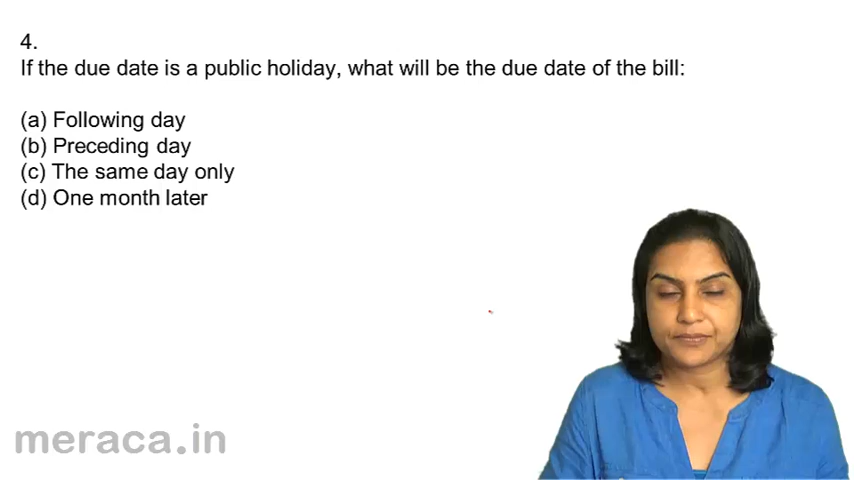 4.
If the due date is a public holiday, what will be the due date of the bill:
(a) Following day
(b) Preceding day
(c) The same day only
(d) One month later
meraca.in